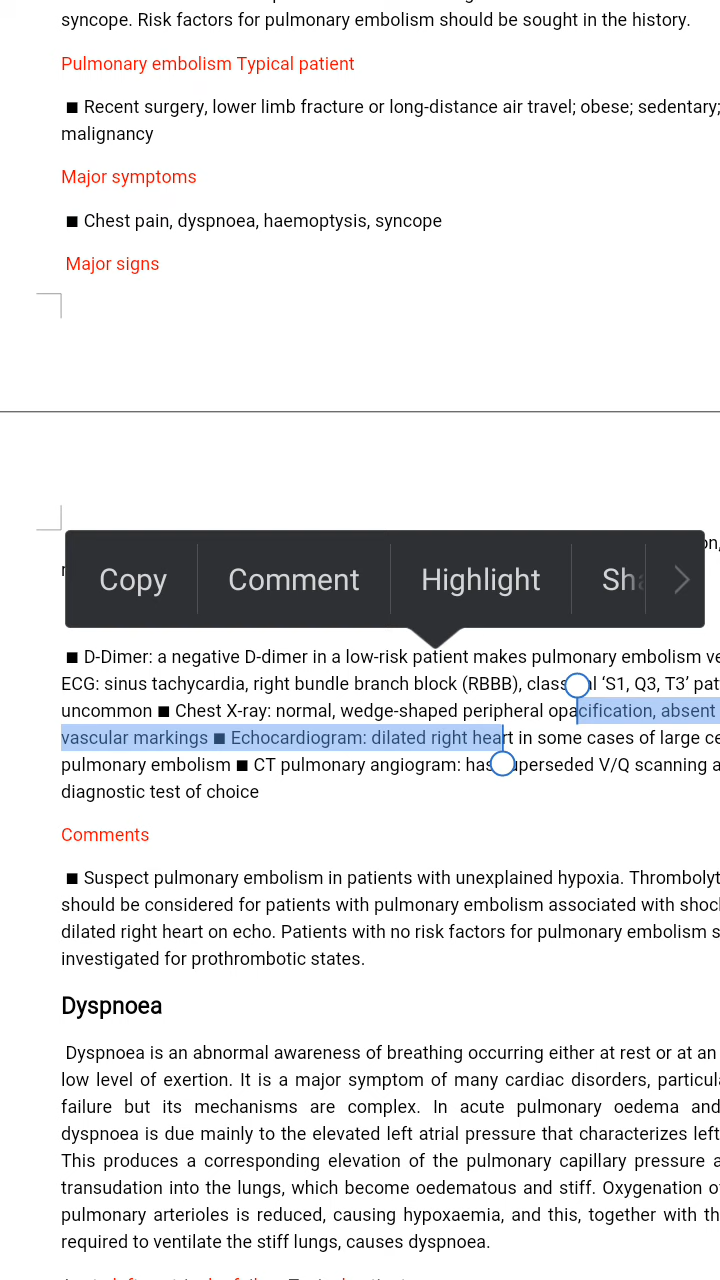 syncope. Risk factors for pulmonary embolism should be sought in the history.
Pulmonary embolism Typical patient
■ Recent surgery, lower limb fracture or long-distance air travel; obese; sedentary;
malignancy
Major symptoms
■ Chest pain, dyspnoea, haemoptysis, syncope
Major signs
on,
Copy Comment Highlight Sha
■ D-Dimer: a negative D-dimer in a low-risk patient makes pulmonary embolism ve
ECG: sinus tachycardia, right bundle branch block (RBBB), class l ‘S1, Q3, T3’ pat
uncommon ■ Chest X-ray: normal, wedge-shaped peripheral opacification, absent
vascular markings ■ Echocardiogram: dilated right heart in some cases of large ce
pulmonary embolism ■ CT pulmonary angiogram: has uperseded V/Q scanning a
diagnostic test of choice
Comments
■ Suspect pulmonary embolism in patients with unexplained hypoxia. Thrombolyt
should be considered for patients with pulmonary embolism associated with shoc
dilated right heart on echo. Patients with no risk factors for pulmonary embolism s
investigated for prothrombotic states.
Dyspnoea
Dyspnoea is an abnormal awareness of breathing occurring either at rest or at an
low level of exertion. It is a major symptom of many cardiac disorders, particula
failure but its mechanisms are complex. In acute pulmonary oedema and
dyspnoea is due mainly to the elevated left atrial pressure that characterizes left
This produces a corresponding elevation of the pulmonary capillary pressure a
transudation into the lungs, which become oedematous and stiff. Oxygenation o
pulmonary arterioles is reduced, causing hypoxaemia, and this, together with th
required to ventilate the stiff lungs, causes dyspnoea.